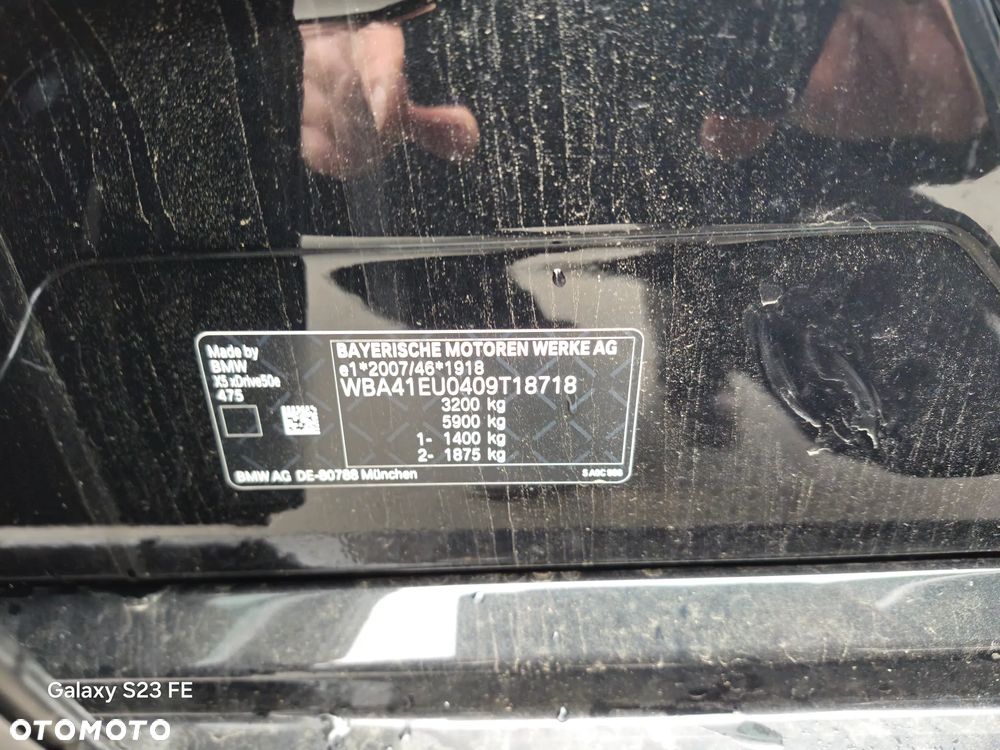 Made by
BMW
X5 xDrive50e
475
BAYERISCHE MOTOREN WERKE AG
e1*2007/46*1918
WBA41EU0409T18718
3200 kg
5900 kg
1- 1400 kg
2- 1875 kg
BMW AG DE-80788 München
Galaxy S23 FE
OTOMOTO